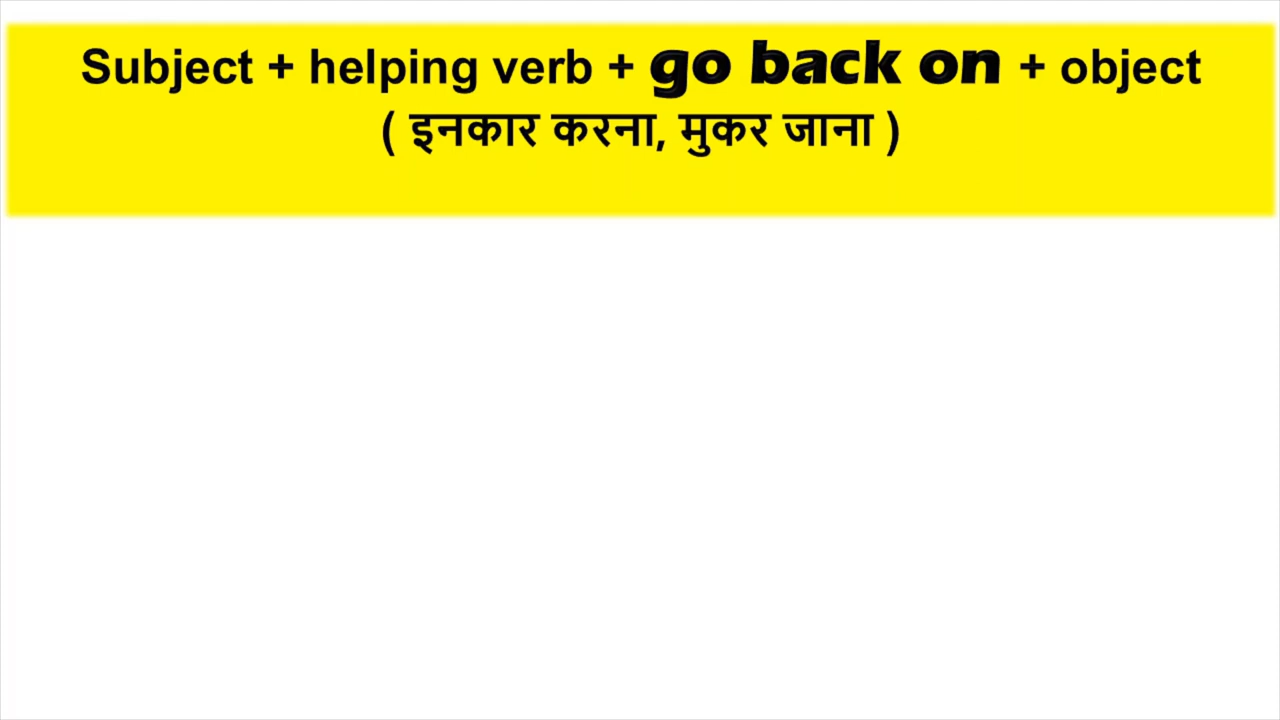 Subject + helping verb + go back on + object
( इनकार करना, मुकर जाना )